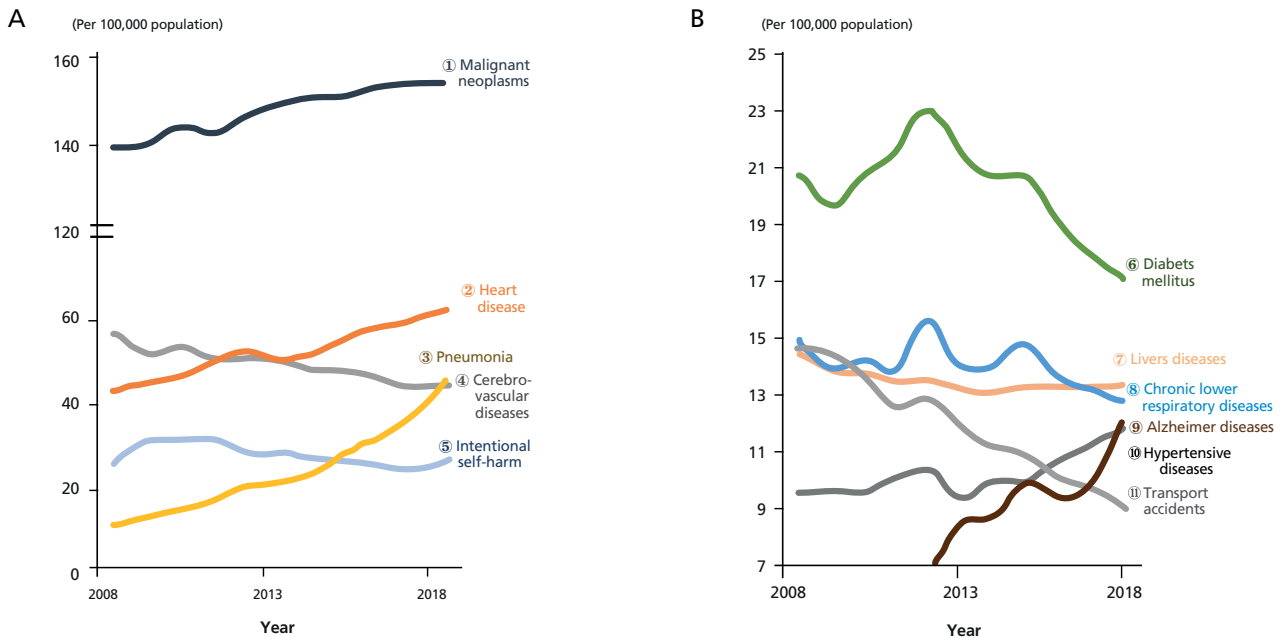 A
(Per 100,000 population)
160
140
120
60
40
20
0
2008
2013
2018
Year
① Malignant
neoplasms
② Heart
disease
③ Pneumonia
④ Cerebro-
vascular
diseases
⑤ Intentional
self-harm
B
(Per 100,000 population)
25
23
21
19
17
15
13
11
9
7
2008
2013
2018
Year
⑥ Diabets
mellitus
⑦ Livers diseases
⑧ Chronic lower
respiratory diseases
⑨ Alzheimer diseases
⑩ Hypertensive
diseases
⑪ Transport
accidents